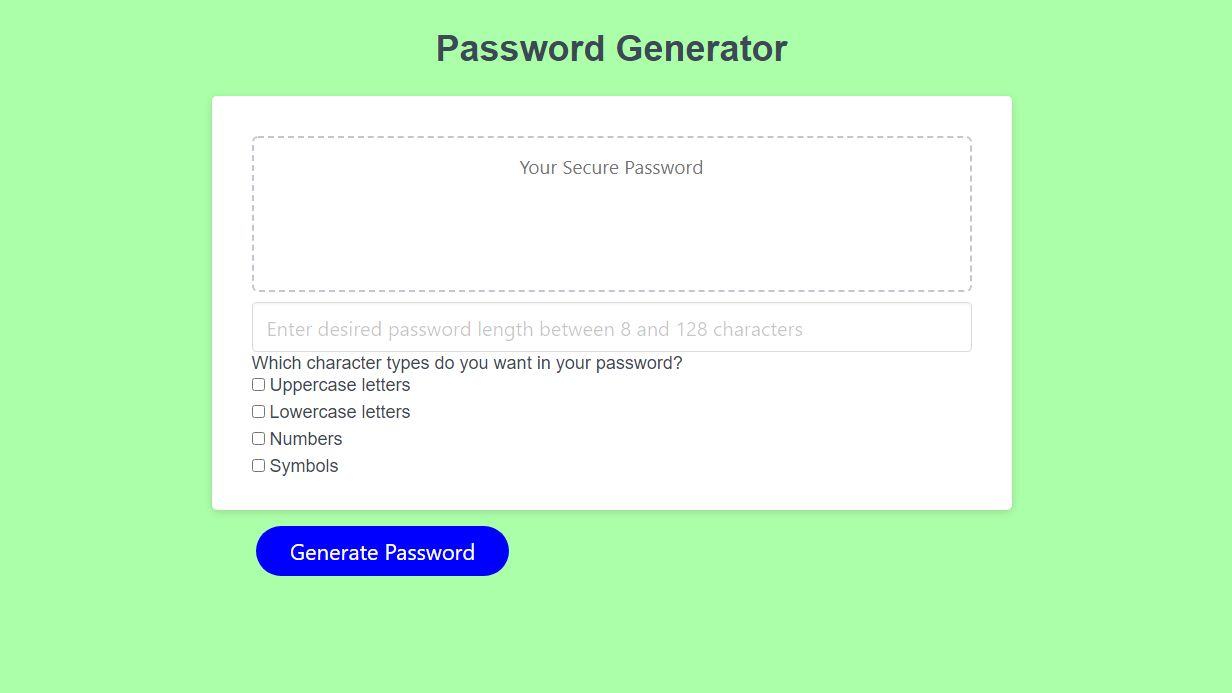 Password Generator
Your Secure Password
Enter desired password length between 8 and 128 characters
Which character types do you want in your password?
Uppercase letters
Lowercase letters
Numbers
Symbols
Generate Password